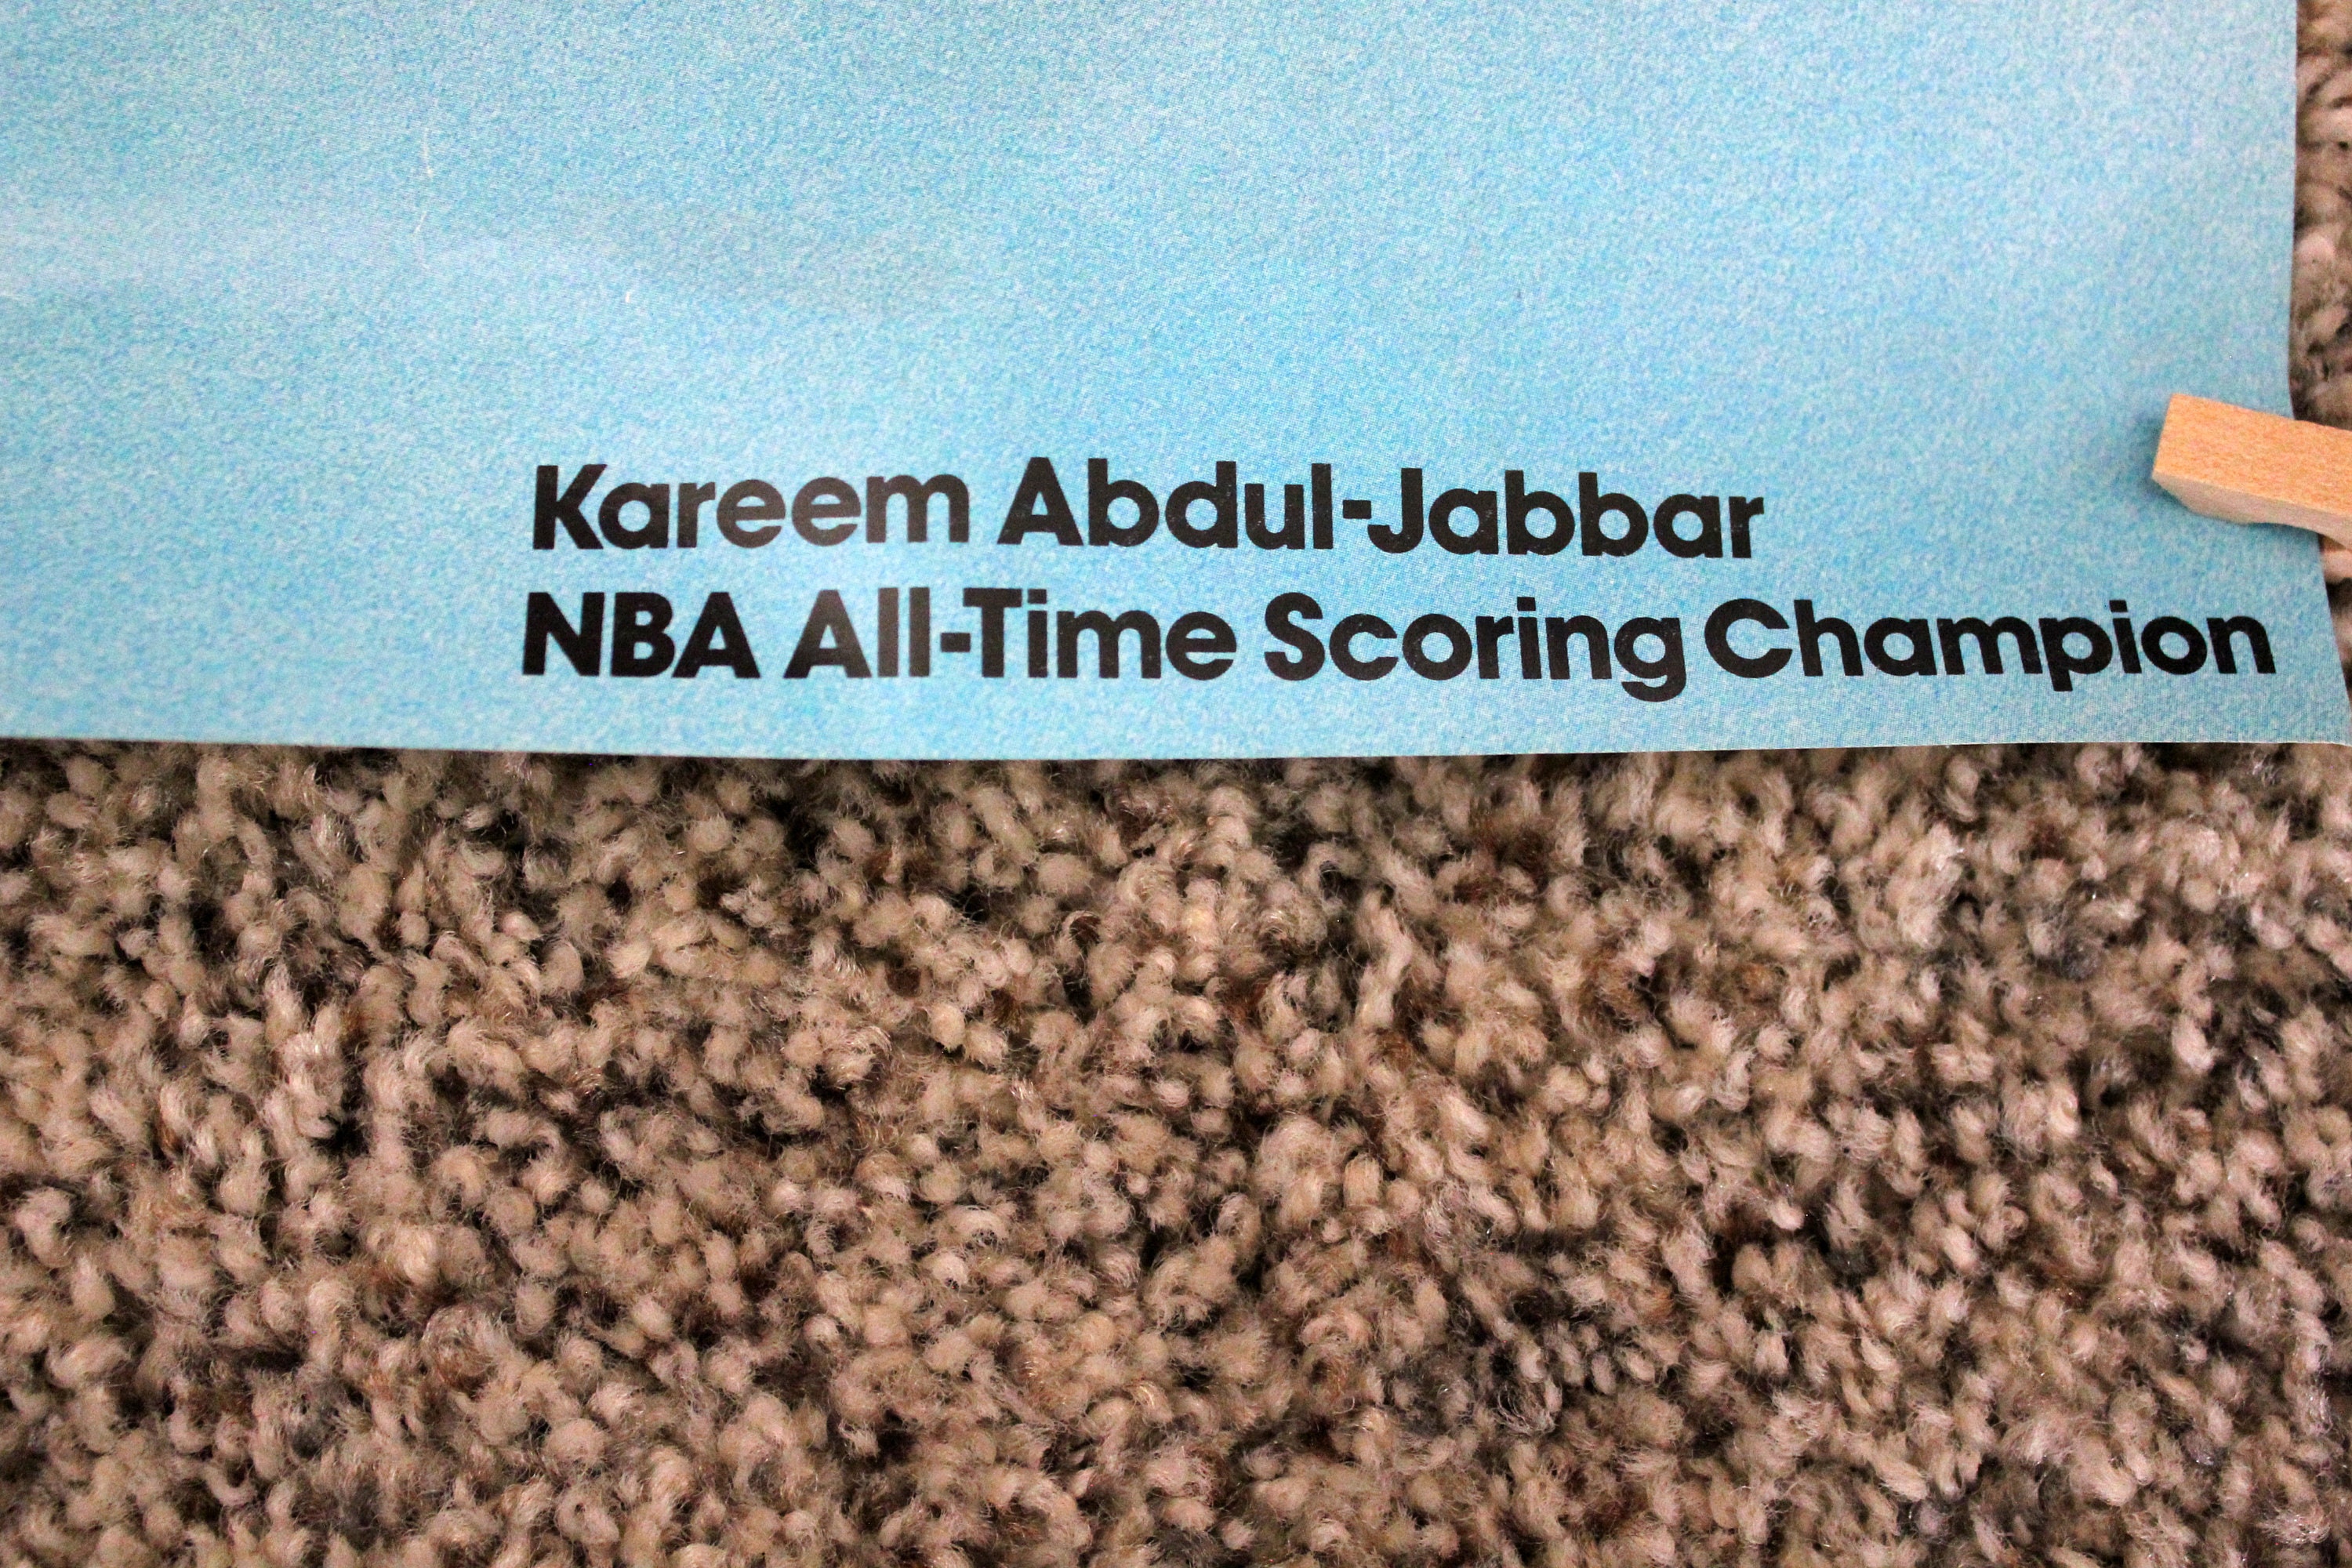 Kareem Abdul-Jabbar
NBA All-Time Scoring Champion